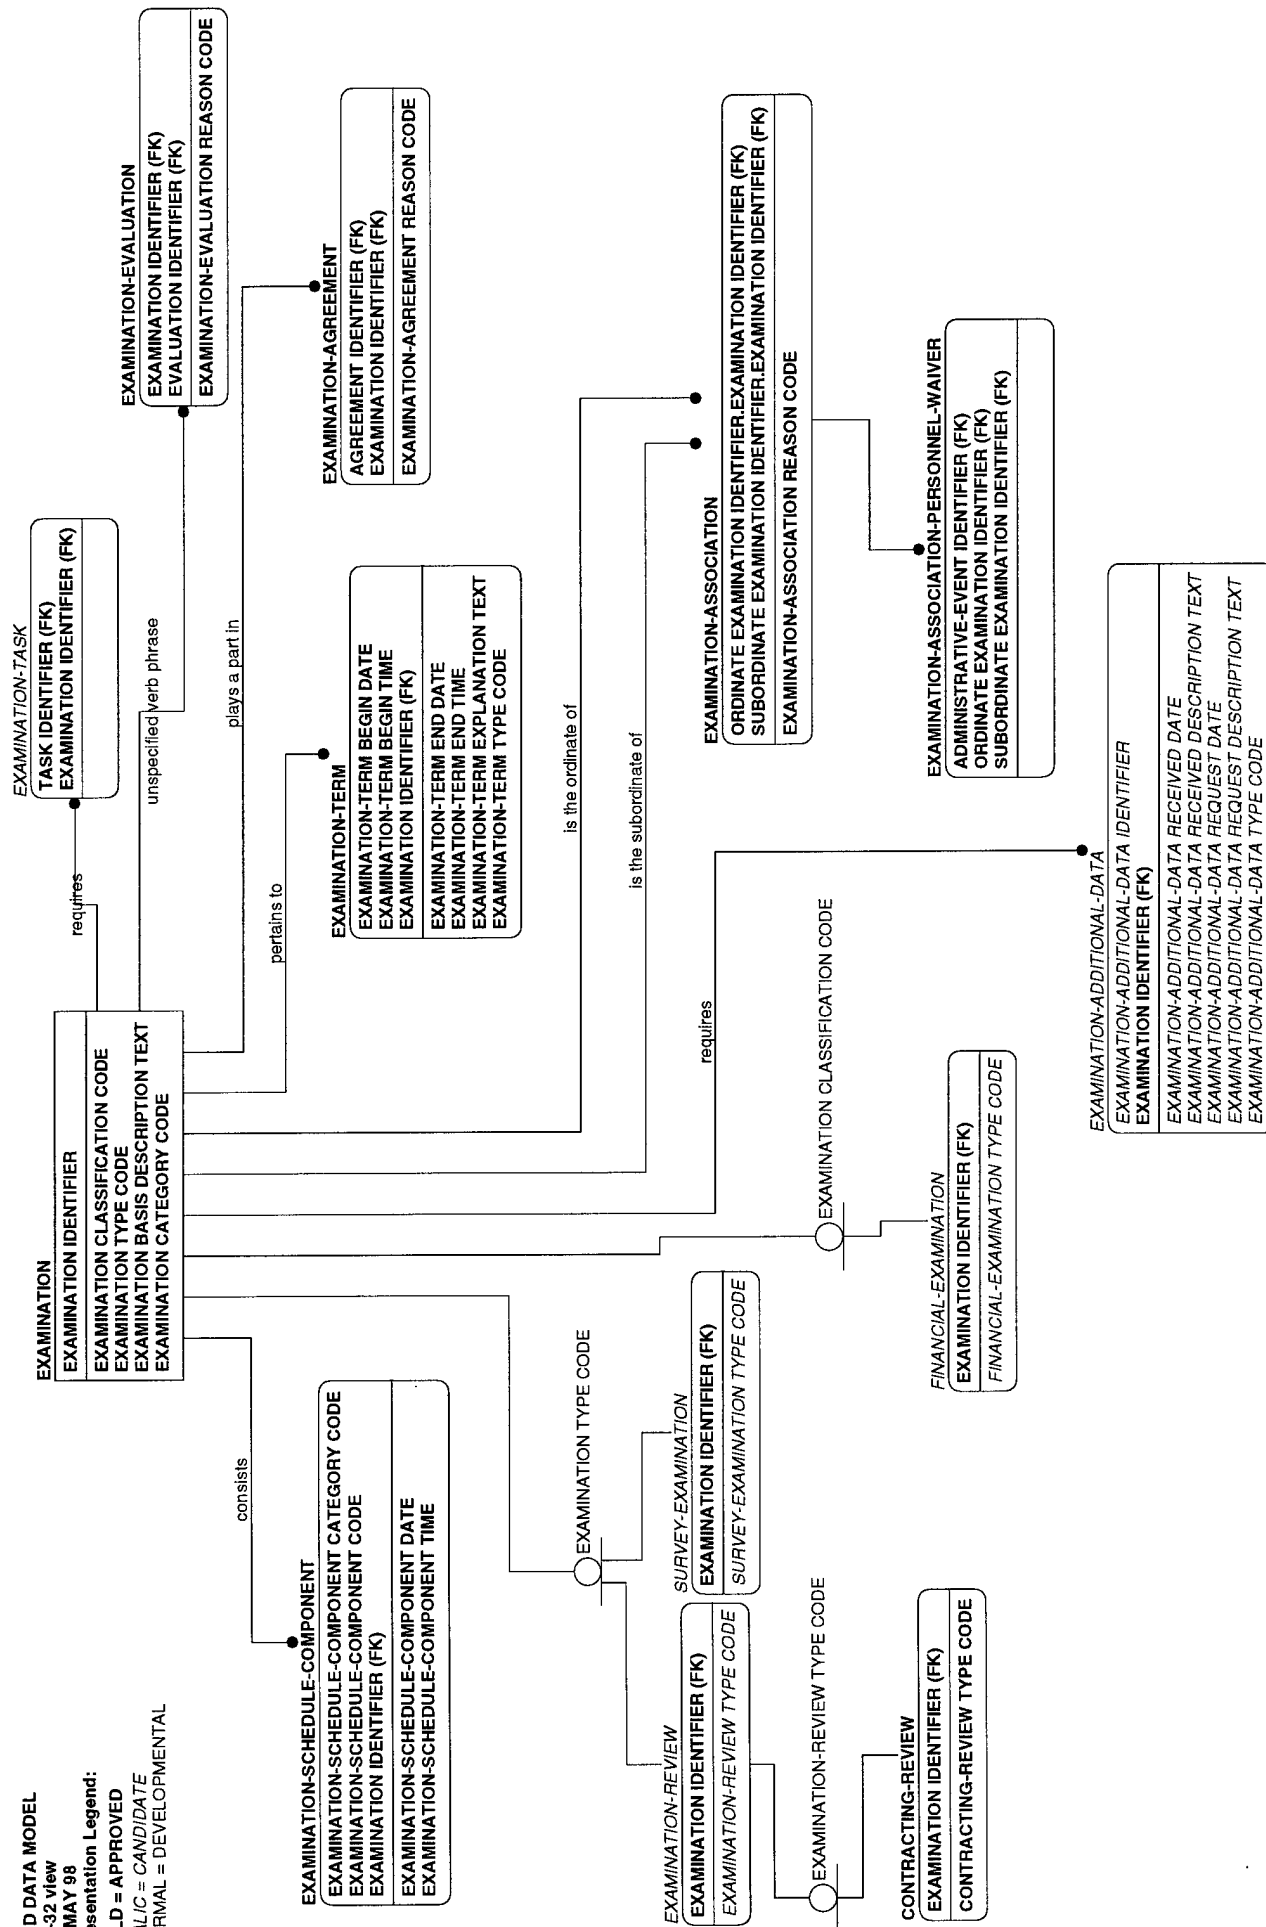 D DATA MODEL
-32 view
MAY 98
esentation Legend:
LD = APPROVED
ALIC = CANDIDATE
RMAL = DEVELOPMENTAL
EXAMINATION
EXAMINATION IDENTIFIER
EXAMINATION CLASSIFICATION CODE
EXAMINATION TYPE CODE
EXAMINATION BASIS DESCRIPTION TEXT
EXAMINATION CATEGORY CODE
requires
EXAMINATION-TASK
TASK IDENTIFIER (FK)
EXAMINATION IDENTIFIER (FK)
unspecified verb phrase
EXAMINATION-EVALUATION
EXAMINATION IDENTIFIER (FK)
EVALUATION IDENTIFIER (FK)
EXAMINATION-EVALUATION REASON CODE
plays a part in
EXAMINATION-AGREEMENT
AGREEMENT IDENTIFIER (FK)
EXAMINATION IDENTIFIER (FK)
EXAMINATION-AGREEMENT REASON CODE
pertains to
EXAMINATION-TERM
EXAMINATION-TERM BEGIN DATE
EXAMINATION-TERM BEGIN TIME
EXAMINATION IDENTIFIER (FK)
EXAMINATION-TERM END DATE
EXAMINATION-TERM END TIME
EXAMINATION-TERM EXPLANATION TEXT
EXAMINATION-TERM TYPE CODE
consists
EXAMINATION-SCHEDULE-COMPONENT
EXAMINATION-SCHEDULE-COMPONENT CATEGORY CODE
EXAMINATION-SCHEDULE-COMPONENT CODE
EXAMINATION IDENTIFIER (FK)
EXAMINATION-SCHEDULE-COMPONENT DATE
EXAMINATION-SCHEDULE-COMPONENT TIME
is the ordinate of
is the subordinate of
EXAMINATION-ASSOCIATION
ORDINATE EXAMINATION IDENTIFIER.EXAMINATION IDENTIFIER (FK)
SUBORDINATE EXAMINATION IDENTIFIER.EXAMINATION IDENTIFIER (FK)
EXAMINATION-ASSOCIATION REASON CODE
EXAMINATION-ASSOCIATION-PERSONNEL-WAIVER
ADMINISTRATIVE-EVENT IDENTIFIER (FK)
ORDINATE EXAMINATION IDENTIFIER (FK)
SUBORDINATE EXAMINATION IDENTIFIER (FK)
EXAMINATION TYPE CODE
SURVEY-EXAMINATION
EXAMINATION IDENTIFIER (FK)
SURVEY-EXAMINATION TYPE CODE
EXAMINATION-REVIEW
EXAMINATION IDENTIFIER (FK)
EXAMINATION-REVIEW TYPE CODE
EXAMINATION-REVIEW TYPE CODE
CONTRACTING-REVIEW
EXAMINATION IDENTIFIER (FK)
CONTRACTING-REVIEW TYPE CODE
requires
EXAMINATION CLASSIFICATION CODE
FINANCIAL-EXAMINATION
EXAMINATION IDENTIFIER (FK)
FINANCIAL-EXAMINATION TYPE CODE
EXAMINATION-ADDITIONAL-DATA
EXAMINATION-ADDITIONAL-DATA IDENTIFIER
EXAMINATION IDENTIFIER (FK)
EXAMINATION-ADDITIONAL-DATA RECEIVED DATE
EXAMINATION-ADDITIONAL-DATA RECEIVED DESCRIPTION TEXT
EXAMINATION-ADDITIONAL-DATA REQUEST DATE
EXAMINATION-ADDITIONAL-DATA REQUEST DESCRIPTION TEXT
EXAMINATION-ADDITIONAL-DATA TYPE CODE